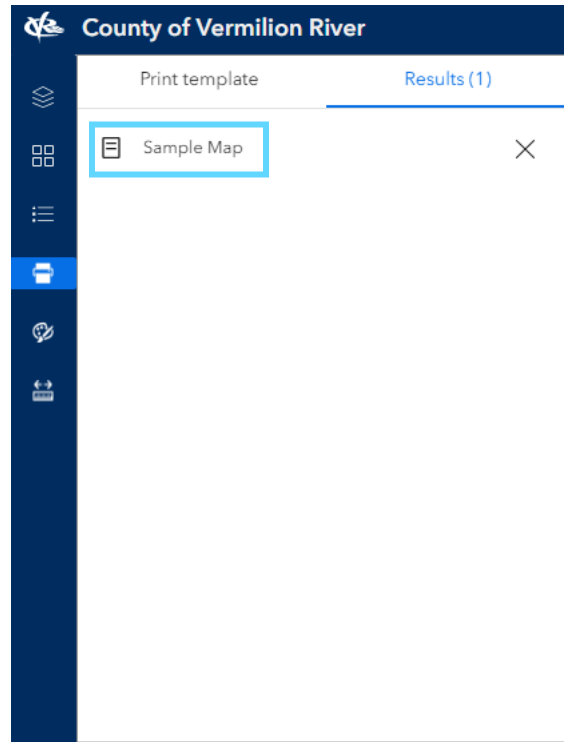 County of Vermilion River
Print template
Results (1)
Sample Map